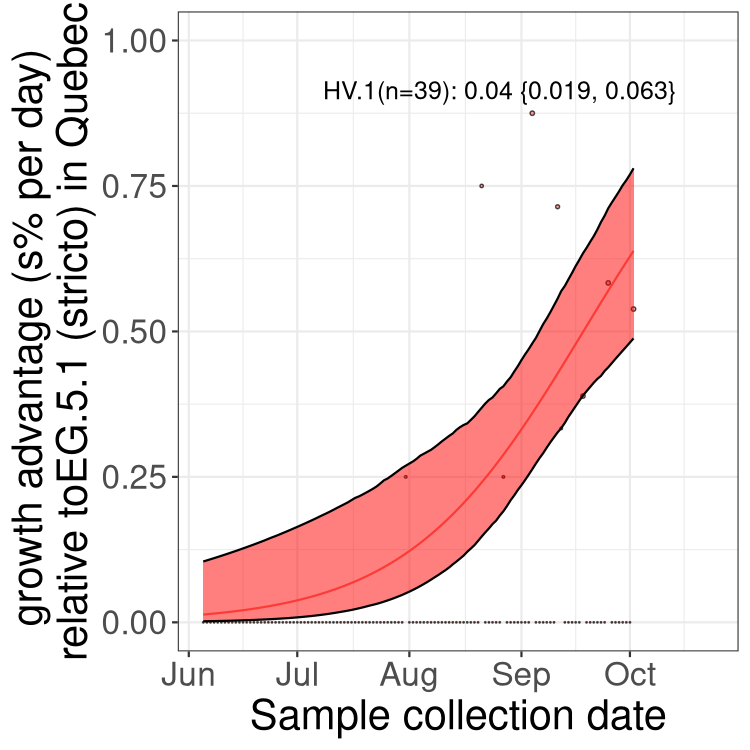 growth advantage (s% per day)
relative toEG.5.1 (stricto) in Quebec
1.00
0.75
0.50
0.25
0.00
HV.1(n=39): 0.04 {0.019, 0.063}
Jun Jul Aug Sep Oct
Sample collection date